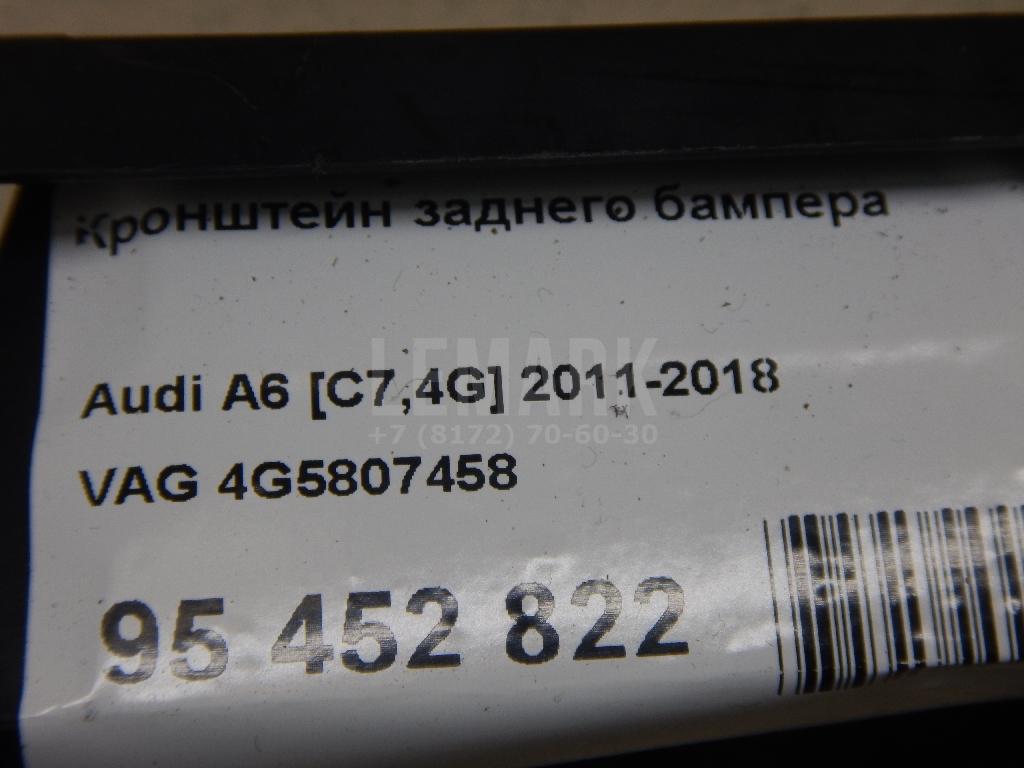 Кронштейн заднего бампера
LEMARK
Audi A6 [C7,4G] 2011-2018
+7 (8172) 70-60-30
VAG 4G5807458
95 452 822